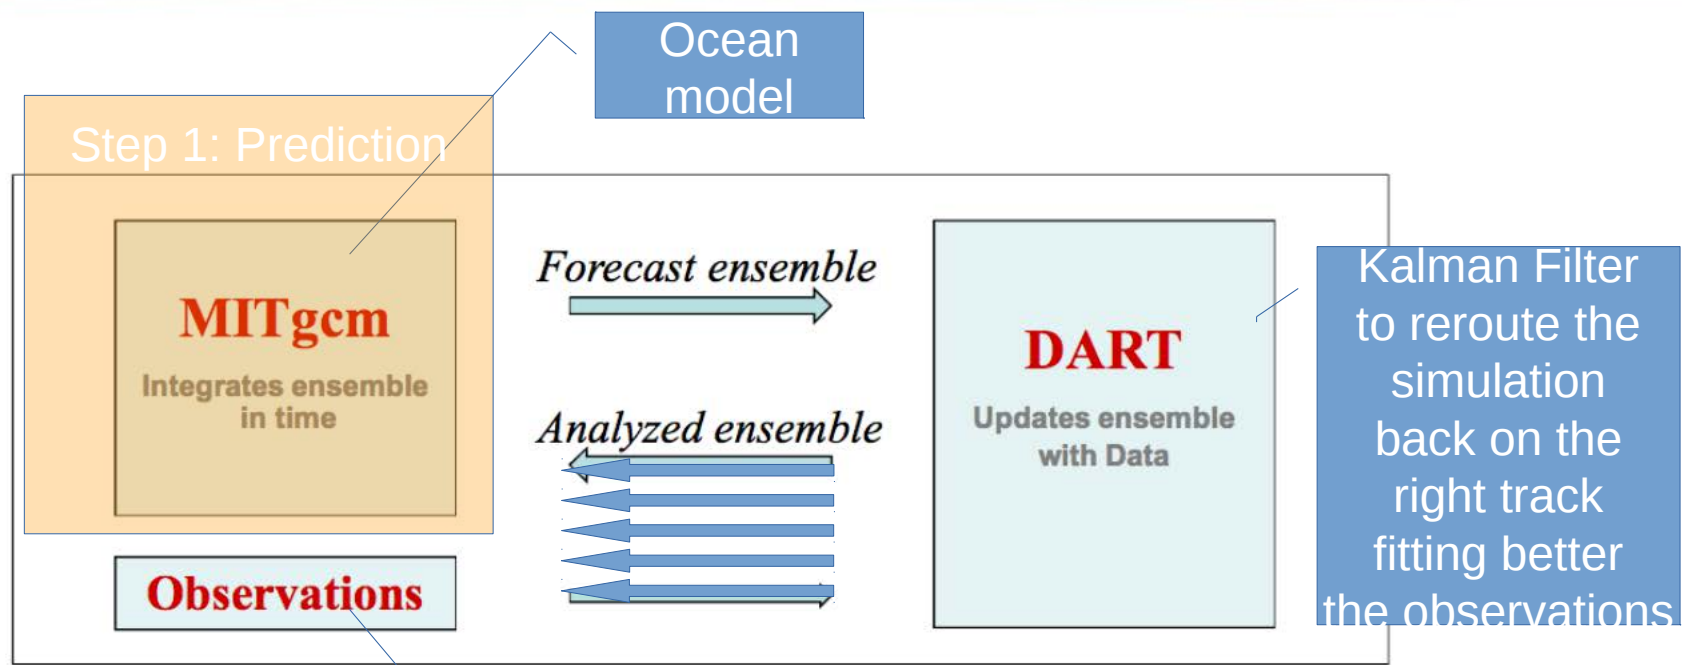 Ocean
model
Step 1: Prediction
MITgcm
Integrates ensemble
in time
Forecast ensemble
Analyzed ensemble
DART
Updates ensemble
with Data
Kalman Filter
to reroute the
simulation
back on the
right track
fitting better
the observations
Observations